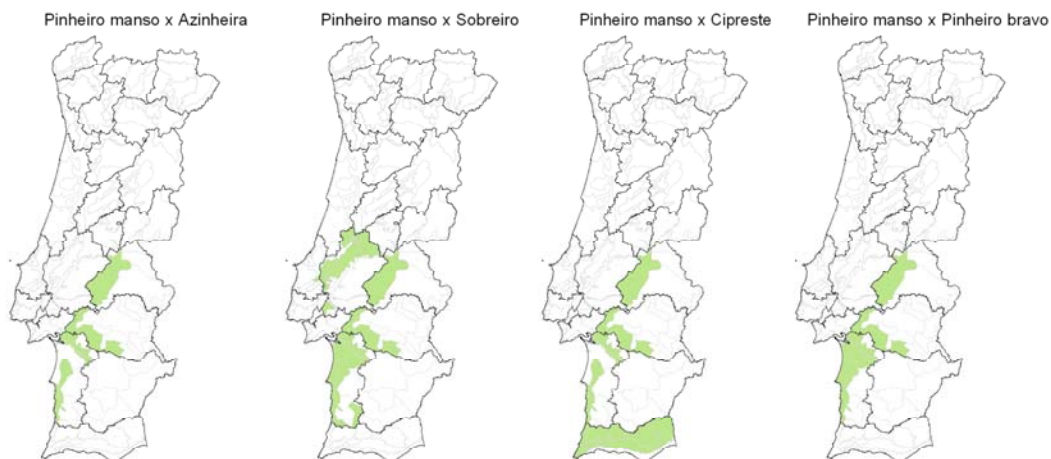 Pinheiro manso x Azinheira
Pinheiro manso x Sobreiro
Pinheiro manso x Cipreste
Pinheiro manso x Pinheiro bravo